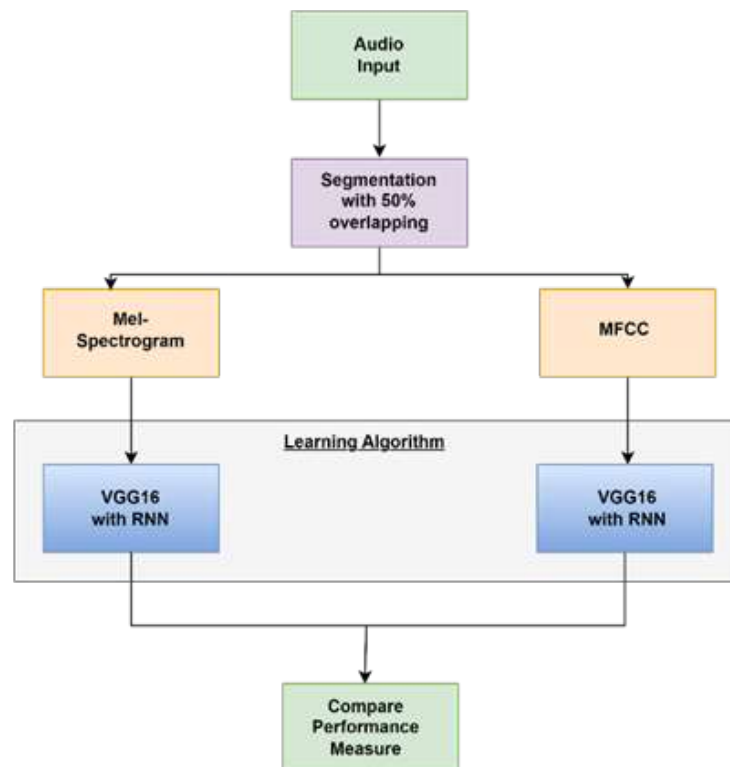 Audio
Input
Segmentation
with 50%
overlapping
Mel-
Spectrogram
MFCC
Learning Algorithm
VGG16
with RNN
VGG16
with RNN
Compare
Performance
Measure